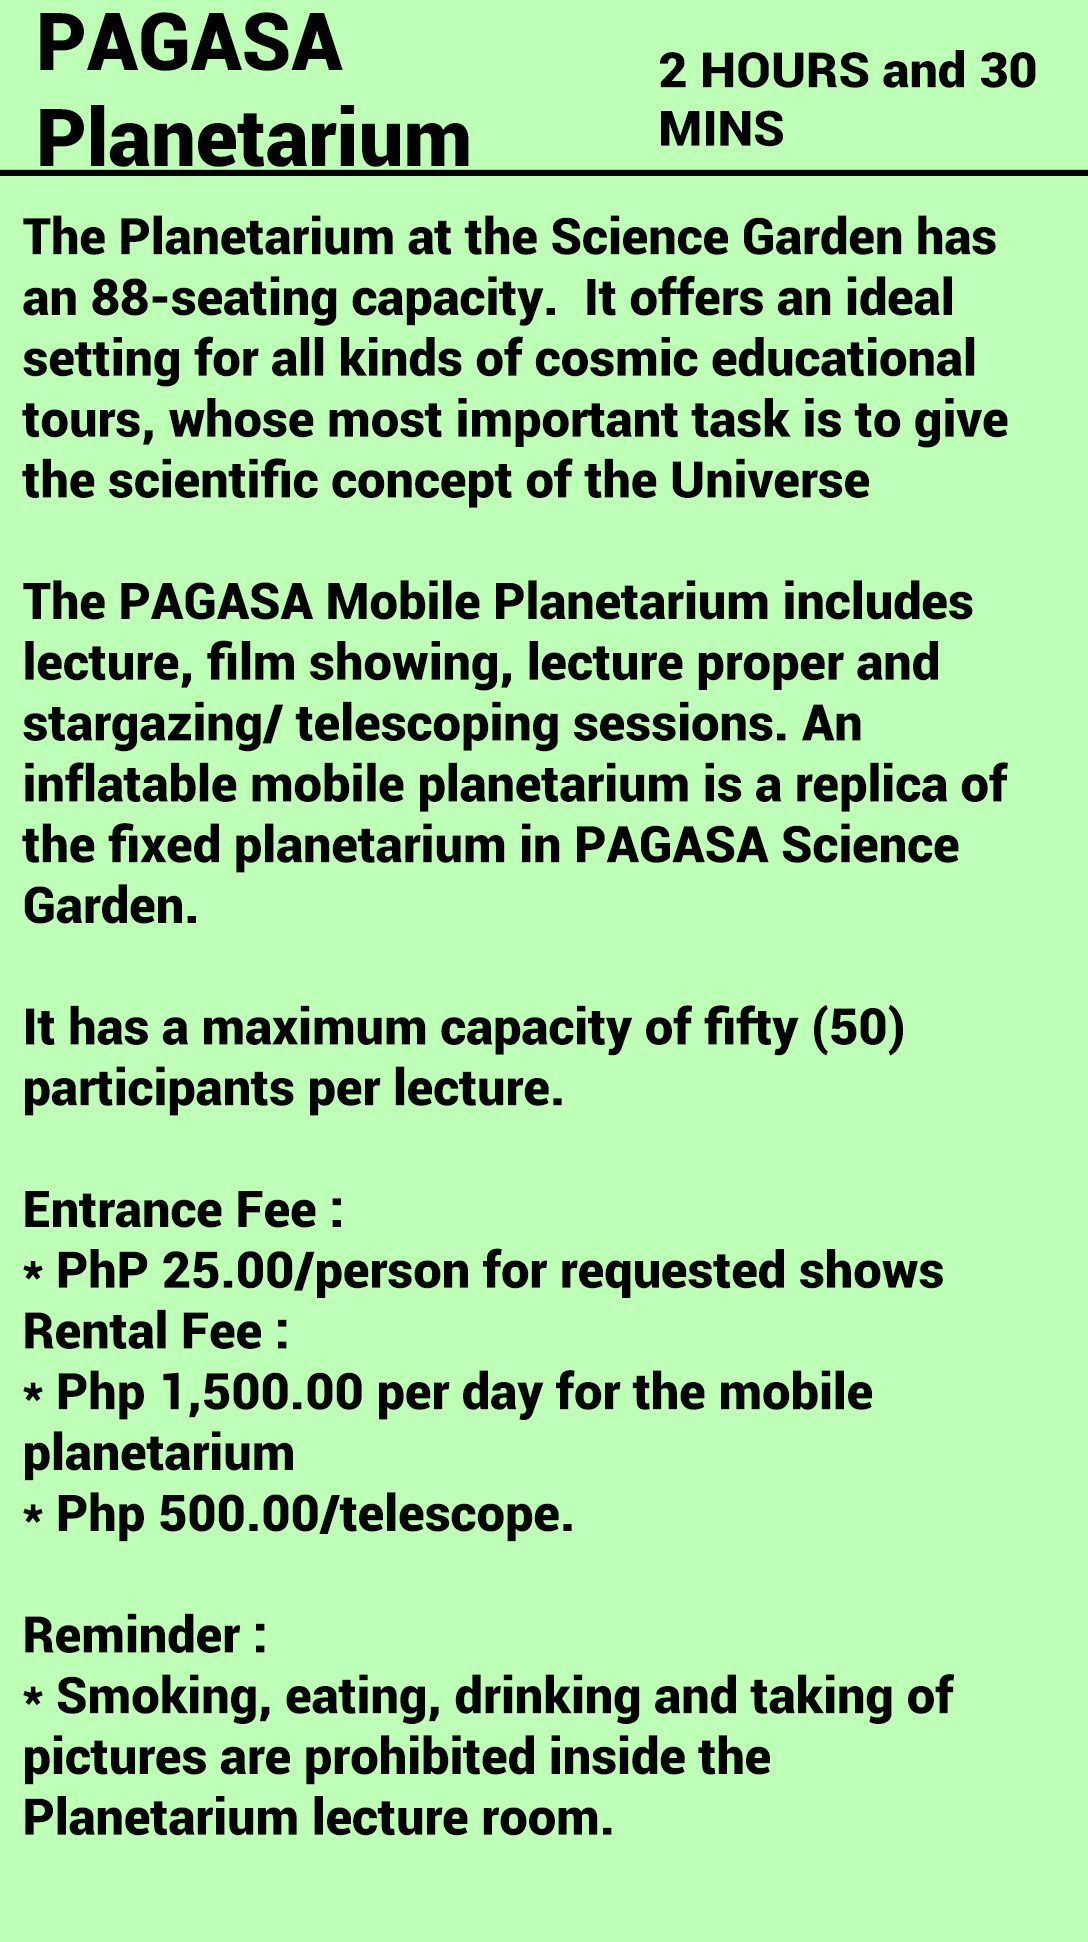 PAGASA
Planetarium
2 HOURS and 30
MINS
The Planetarium at the Science Garden has
an 88-seating capacity.  It offers an ideal
setting for all kinds of cosmic educational
tours, whose most important task is to give
the scientific concept of the Universe
The PAGASA Mobile Planetarium includes
lecture, film showing, lecture proper and
stargazing/ telescoping sessions. An
inflatable mobile planetarium is a replica of
the fixed planetarium in PAGASA Science
Garden.
It has a maximum capacity of fifty (50)
participants per lecture.
Entrance Fee :
* PhP 25.00/person for requested shows
Rental Fee :
* Php 1,500.00 per day for the mobile
planetarium
* Php 500.00/telescope.
Reminder :
* Smoking, eating, drinking and taking of
pictures are prohibited inside the
Planetarium lecture room.